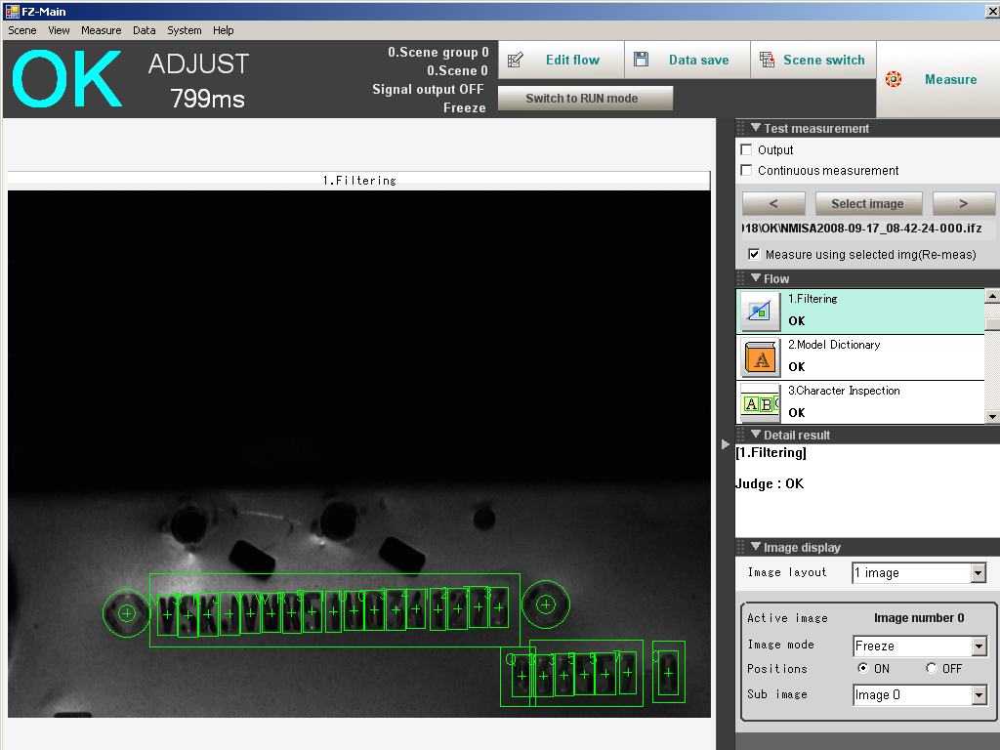 FZ-Main
Scene View Measure Data System Help
OK
ADJUST
799ms
0.Scene group 0
0.Scene 0
Signal output OFF
Freeze
Edit flow
Data save
Scene switch
Switch to RUN mode
Measure
1.Filtering
Test measurement
Output
Continuous measurement
< Select image >
18\OK\NMISA2008-09-17_08-42-24-000.ifz
Measure using selected img(Re-meas)
Flow
1.Filtering
OK
2.Model Dictionary
OK
3.Character Inspection
OK
Detail result
[1.Filtering]
Judge : OK
Image display
Image layout 1 image
Active image Image number 0
Image mode Freeze
Positions ON OFF
Sub image Image 0